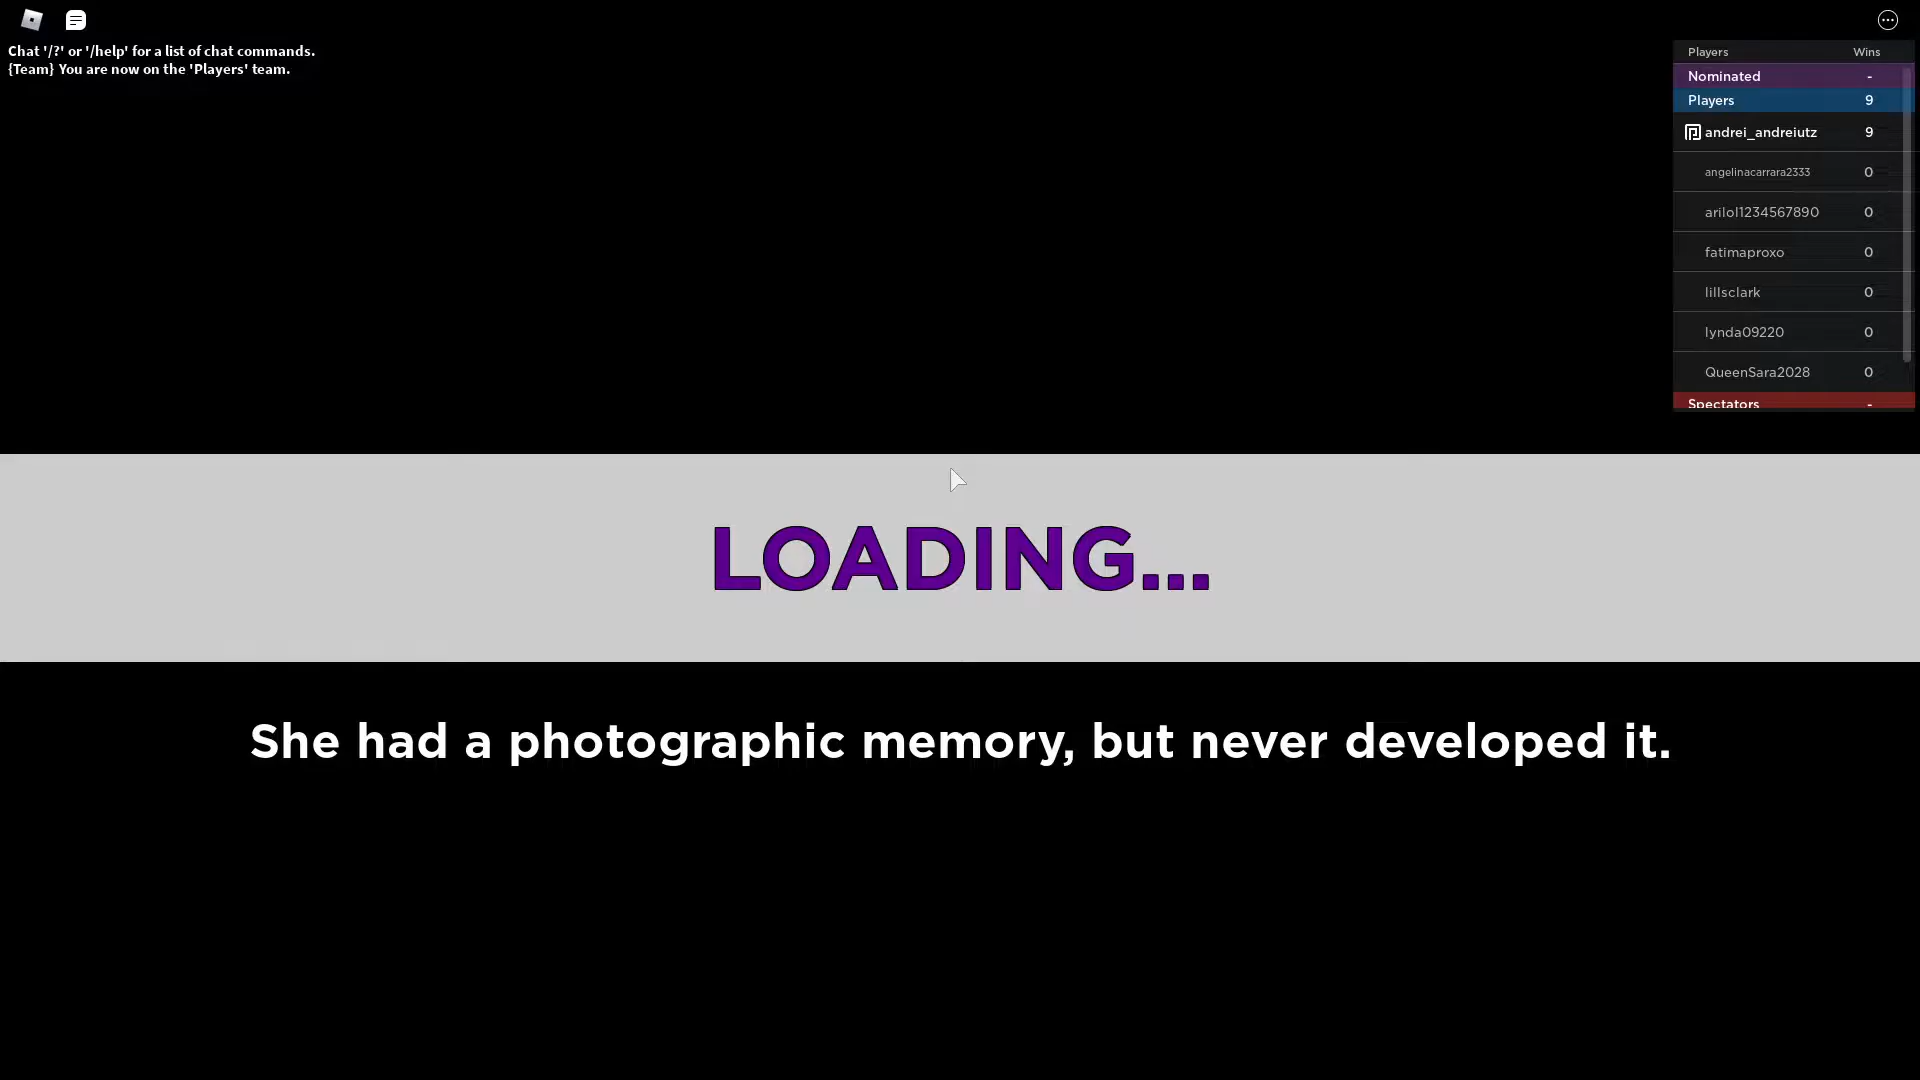 Chat '/?' or '/help' for a list of chat commands.
{Team} You are now on the 'Players' team.
Players Wins
Nominated -
Players 9
andrei_andreiutz 9
angelinacarrara2333 0
arilol1234567890 0
fatimaproxo 0
lillsclark 0
lynda09220 0
QueenSara2028 0
Spectators -
LOADING...
She had a photographic memory, but never developed it.